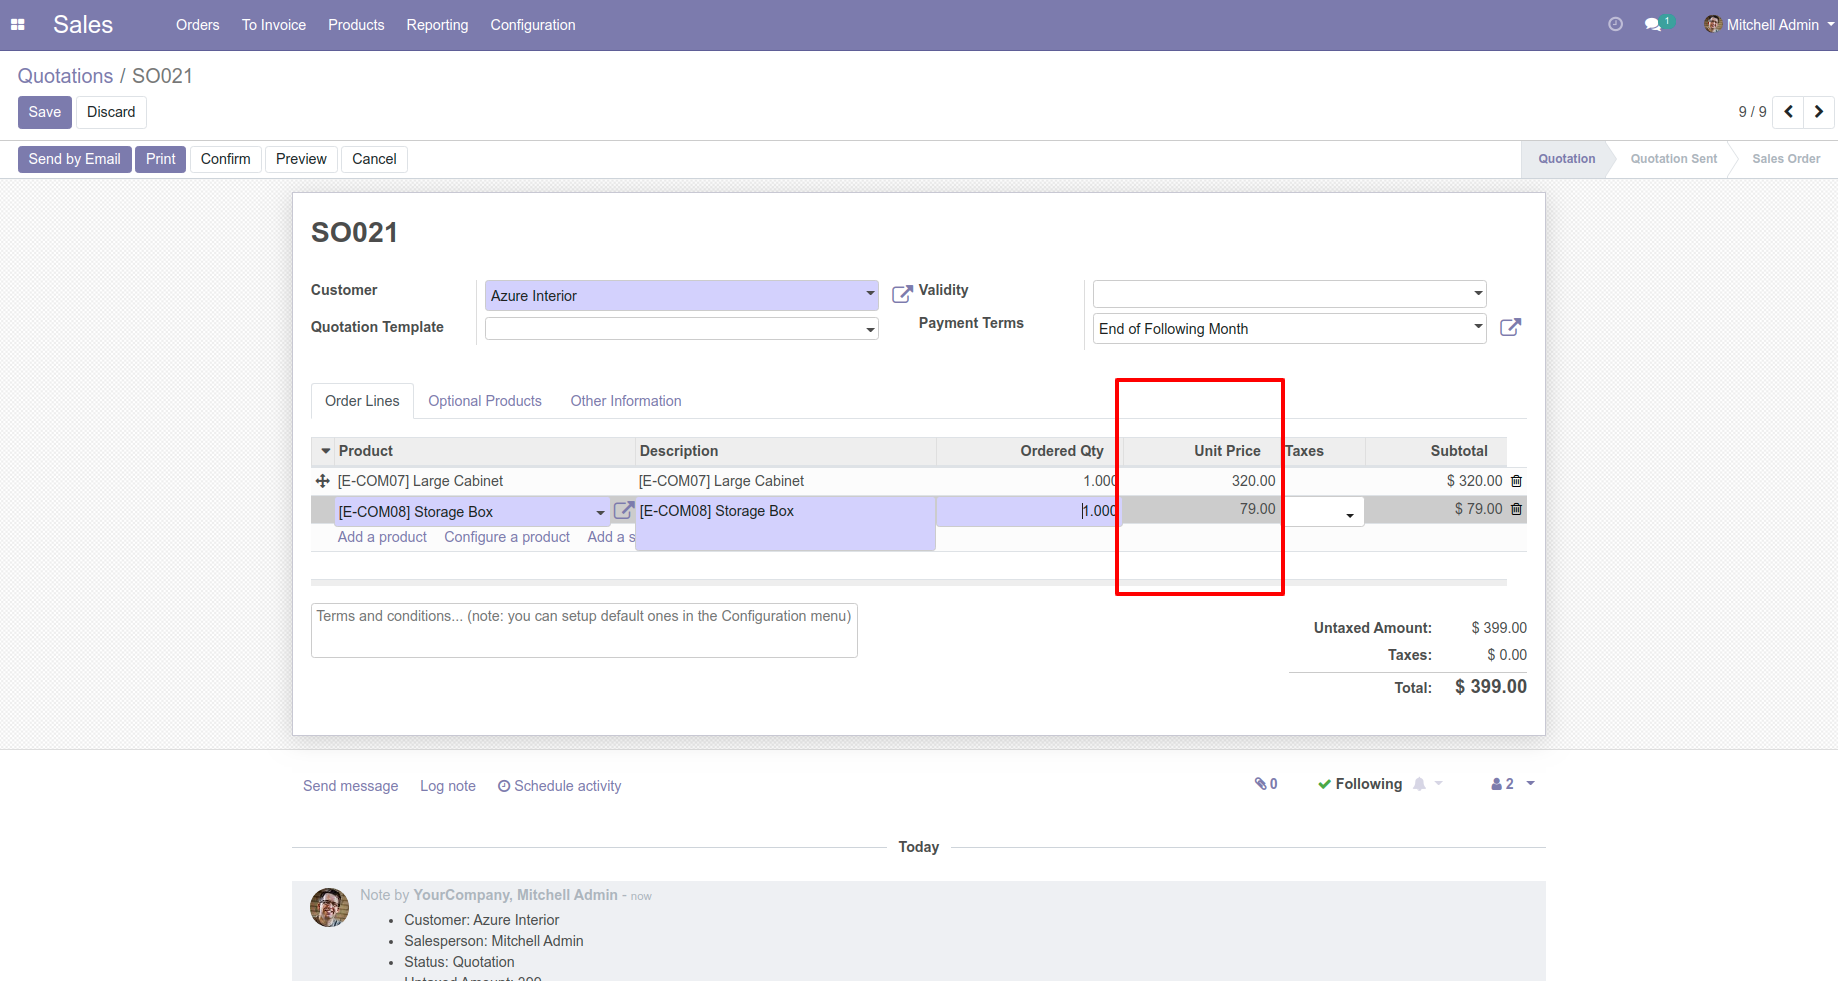 Sales Orders To Invoice Products Reporting Configuration 1 Mitchell Admin
Quotations / SO021
Save Discard 9 / 9
Send by Email Print Confirm Preview Cancel Quotation Quotation Sent Sales Order
SO021
Customer Azure Interior Validity
Quotation Template Payment Terms End of Following Month
Order Lines Optional Products Other Information
Product Description Ordered Qty Unit Price Taxes Subtotal
[E-COM07] Large Cabinet [E-COM07] Large Cabinet 1.000 320.00 $ 320.00
[E-COM08] Storage Box [E-COM08] Storage Box 1.000 79.00 $ 79.00
Add a product Configure a product Add a s
Terms and conditions... (note: you can setup default ones in the Configuration menu)
Untaxed Amount: $ 399.00
Taxes: $ 0.00
Total: $ 399.00
Send message Log note Schedule activity 0 Following 2
Today
Note by YourCompany, Mitchell Admin - now
• Customer: Azure Interior
• Salesperson: Mitchell Admin
• Status: Quotation
• Untaxed Amount: 399